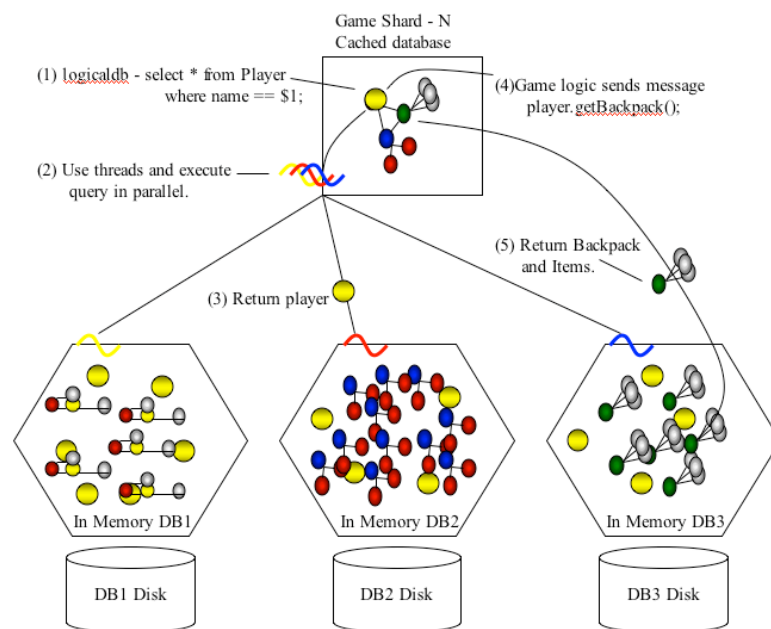 Game Shard - N
Cached database
(1) logicaldb - select * from Player
where name == $1;
(4)Game logic sends message
player.getBackpack();
(2) Use threads and execute
query in parallel.
(5) Return Backpack
and Items.
(3) Return player
In Memory DB1
In Memory DB2
In Memory DB3
DB1 Disk
DB2 Disk
DB3 Disk